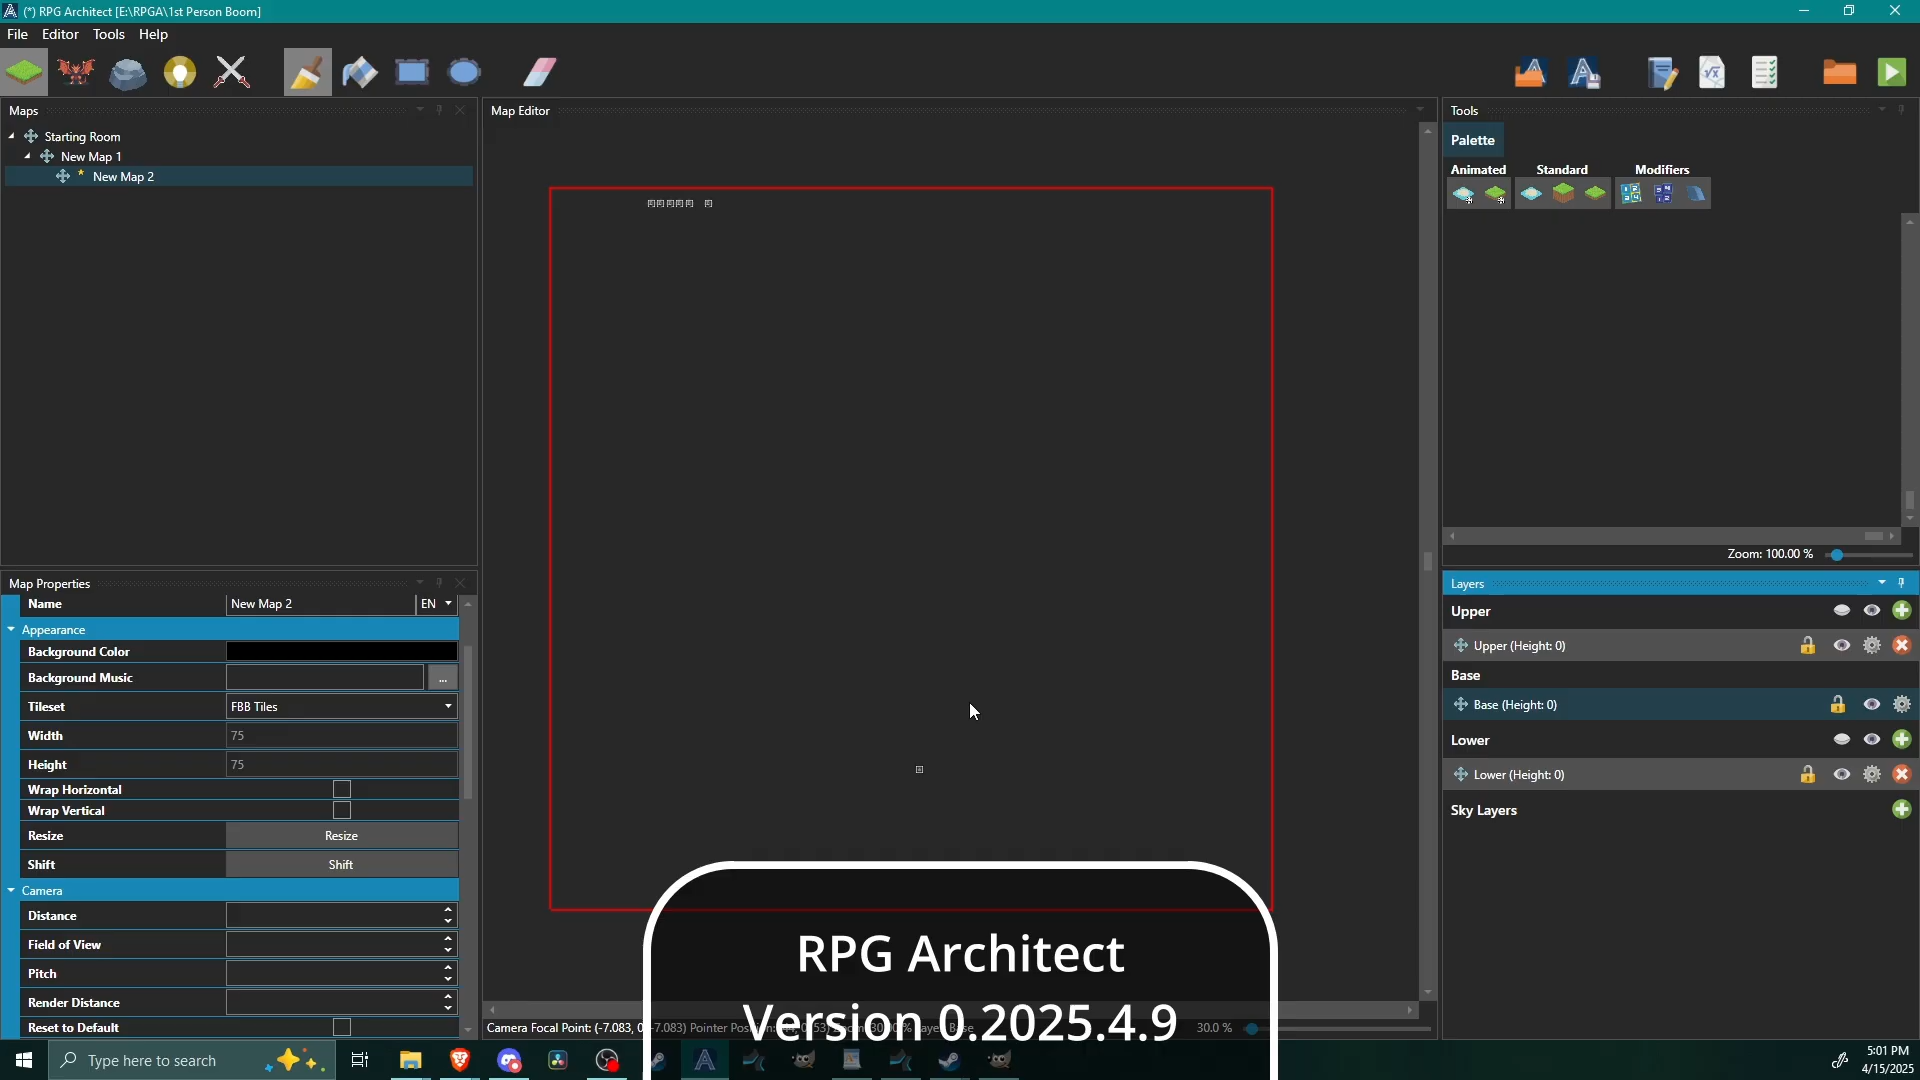 (*) RPG Architect [E:\RPGA\1st Person Boom]
File Editor Tools Help
Maps
Starting Room
New Map 1
* New Map 2
Map Editor
Tools
Palette
Animated Standard Modifiers
Zoom: 100.00 %
Map Properties
Name New Map 2 EN
Appearance
Background Color
Background Music ...
Tileset FBB Tiles
Width 75
Height 75
Wrap Horizontal
Wrap Vertical
Resize Resize
Shift Shift
Camera
Distance
Field of View
Pitch
Render Distance
Reset to Default
Layers
Upper
Upper (Height: 0)
Base
Base (Height: 0)
Lower
Lower (Height: 0)
Sky Layers
RPG Architect
Version 0.2025.4.9
Camera Focal Point: (-7.083, 0, -7.083) Pointer 30.0 %
Type here to search
5:01 PM
4/15/2025